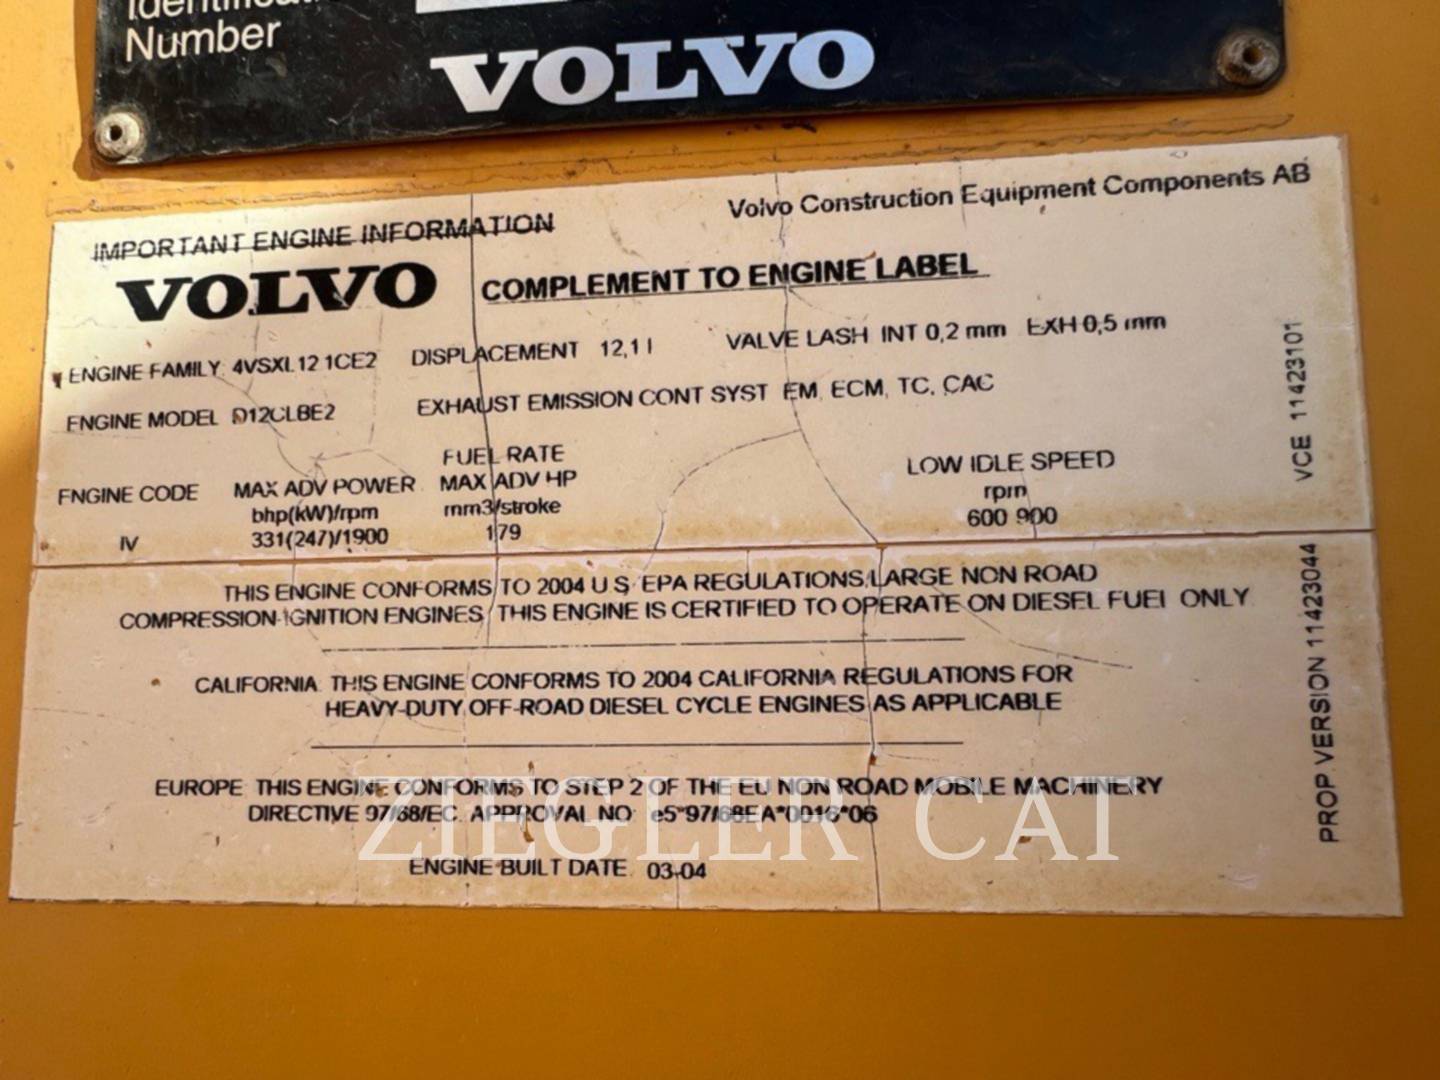 Number
VOLVO
Volvo Construction Equipment Components AB
IMPORTANT ENGINE INFORMATION
VOLVO COMPLEMENT TO ENGINE LABEL
ENGINE FAMILY 4VSXL12 1CE2 DISPLACEMENT 12,1 l VALVE LASH INT 0,2 mm EXH 0,5 mm
ENGINE MODEL D12CLBE2 EXHAUST EMISSION CONT SYST EM, ECM, TC, CAC
FUEL RATE
ENGINE CODE MAX ADV POWER MAX ADV HP LOW IDLE SPEED
bhp(kW)/rpm mm3/stroke rpm
IV 331(247)/1900 179 600 900
VCE 11423101
THIS ENGINE CONFORMS TO 2004 U S EPA REGULATIONS LARGE NON ROAD
COMPRESSION-IGNITION ENGINES THIS ENGINE IS CERTIFIED TO OPERATE ON DIESEL FUEL ONLY
CALIFORNIA THIS ENGINE CONFORMS TO 2004 CALIFORNIA REGULATIONS FOR
HEAVY-DUTY OFF-ROAD DIESEL CYCLE ENGINES AS APPLICABLE
EUROPE THIS ENGINE CONFORMS TO STEP 2 OF THE EU NON ROAD MOBILE MACHINERY
DIRECTIVE 97/68/EC. APPROVAL NO e5*97/68EA*0016*06
ENGINE BUILT DATE 03-04
PROP VERSION 11423044
ZIEGLER CAT